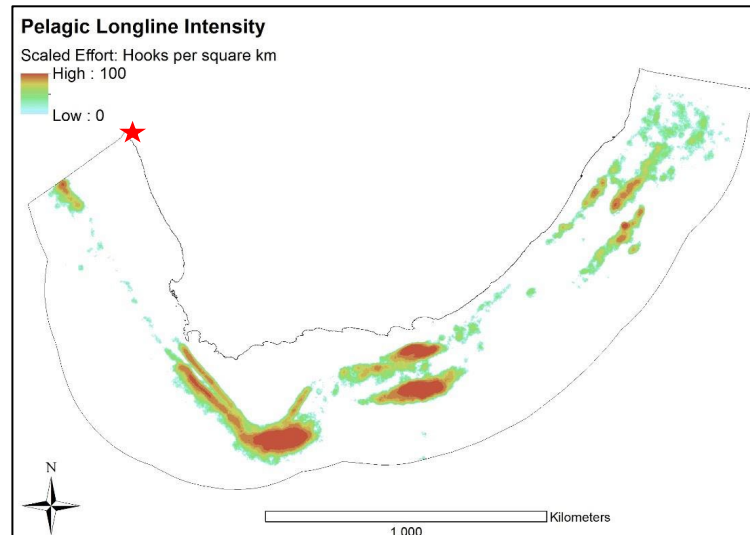 Pelagic Longline Intensity
Scaled Effort: Hooks per square km
High : 100
Low : 0
N
Kilometers
1,000